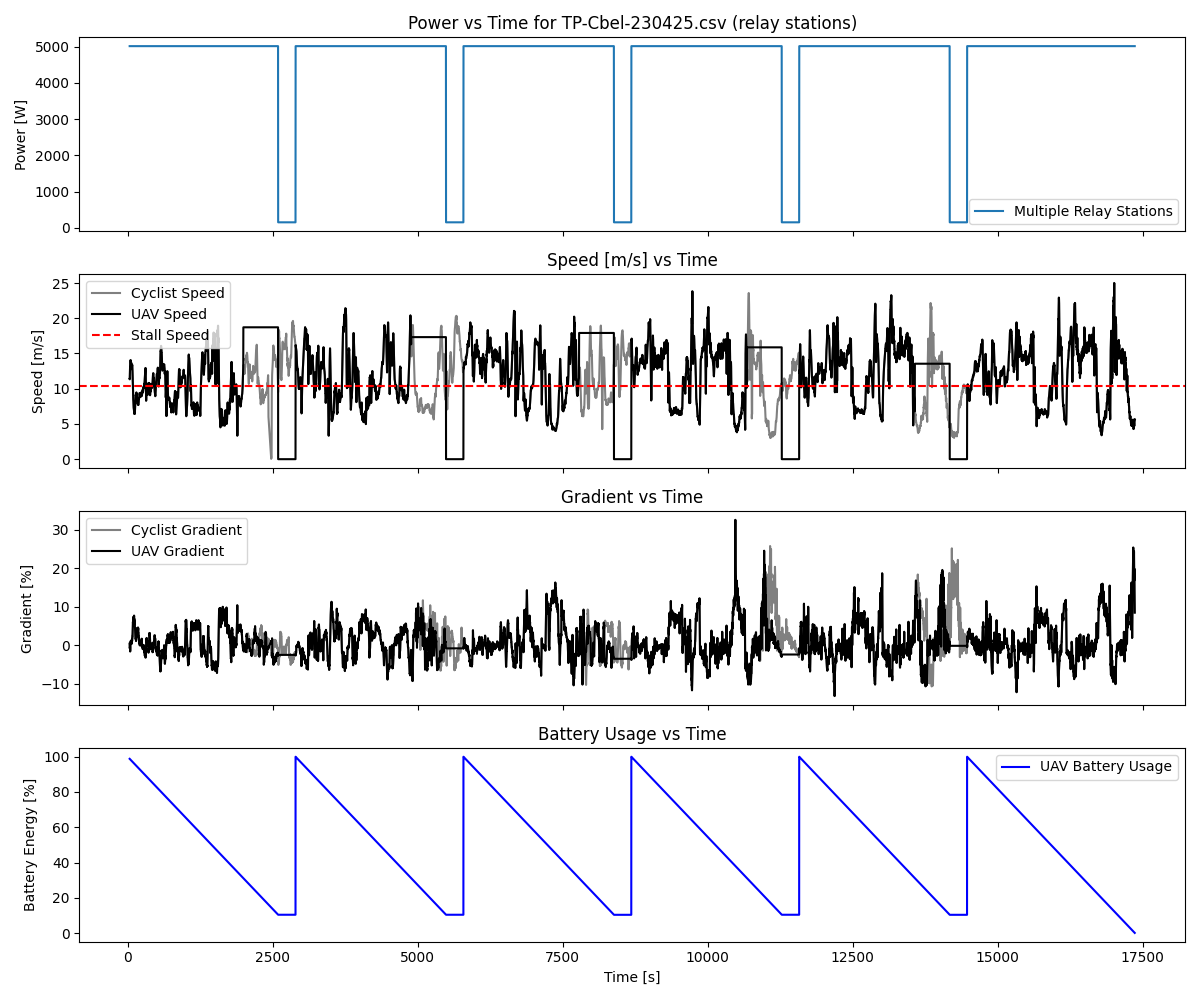 Power vs Time for TP-Cbel-230425.csv (relay stations)
Power [W]
5000
4000
3000
2000
1000
0
Multiple Relay Stations
Speed [m/s] vs Time
Speed [m/s]
25
20
15
10
5
0
Cyclist Speed
UAV Speed
Stall Speed
Gradient vs Time
Gradient [%]
30
20
10
0
−10
Cyclist Gradient
UAV Gradient
Battery Usage vs Time
Battery Energy [%]
100
80
60
40
20
0
UAV Battery Usage
0 2500 5000 7500 10000 12500 15000 17500
Time [s]